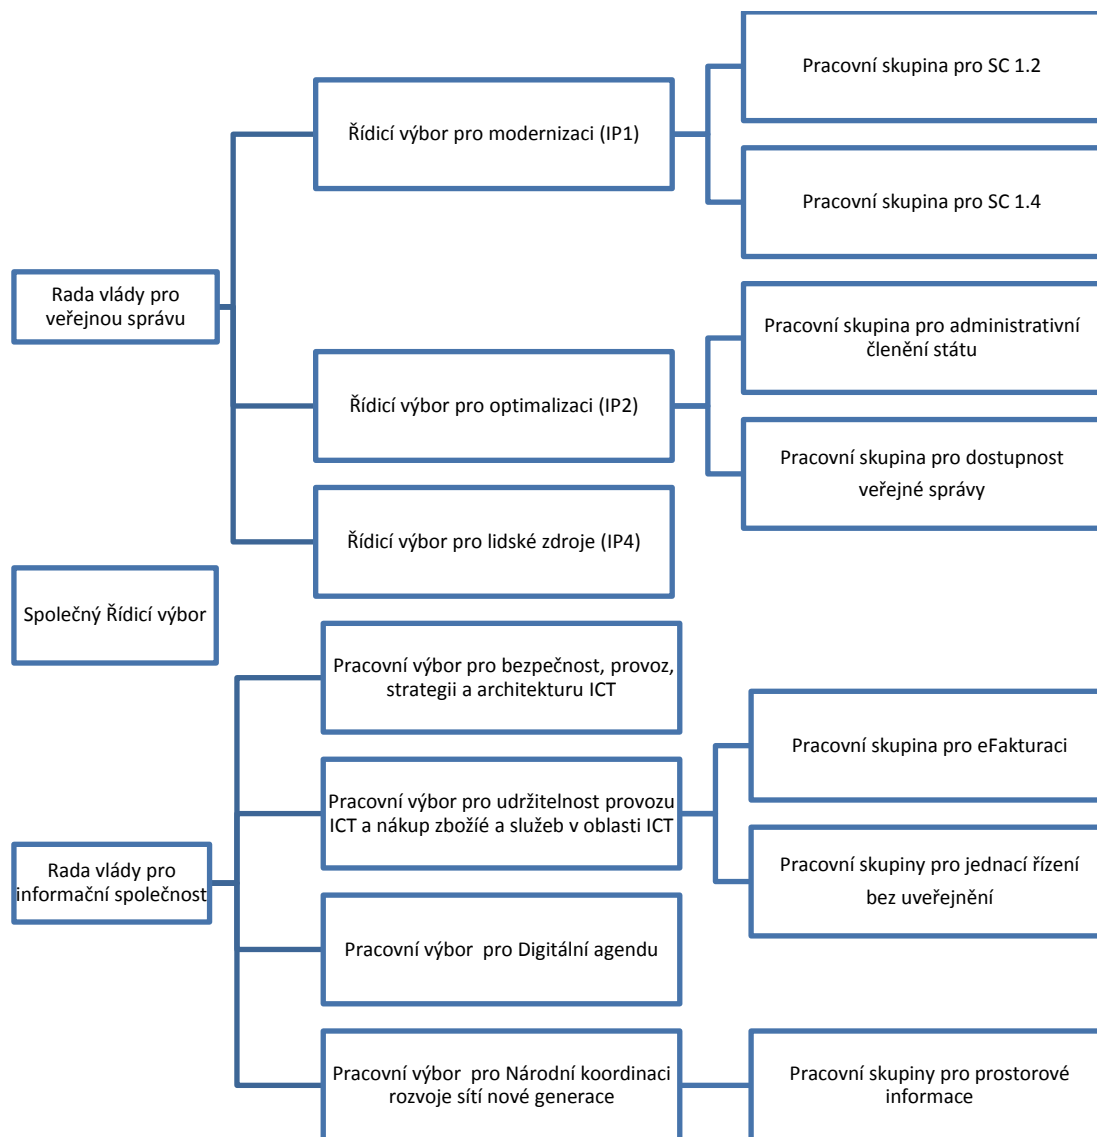 Rada vlády pro
veřejnou správu
Řídicí výbor pro modernizaci (IP1)
Pracovní skupina pro SC 1.2
Pracovní skupina pro SC 1.4
Řídicí výbor pro optimalizaci (IP2)
Pracovní skupina pro administrativní
členění státu
Pracovní skupina pro dostupnost
veřejné správy
Řídicí výbor pro lidské zdroje (IP4)
Společný Řídicí výbor
Rada vlády pro
informační společnost
Pracovní výbor pro bezpečnost, provoz,
strategii a architekturu ICT
Pracovní výbor pro udržitelnost provozu
ICT a nákup zbožíé a služeb v oblasti ICT
Pracovní skupina pro eFakturaci
Pracovní skupiny pro jednací řízení
bez uveřejnění
Pracovní výbor  pro Digitální agendu
Pracovní výbor  pro Národní koordinaci
rozvoje sítí nové generace
Pracovní skupiny pro prostorové
informace